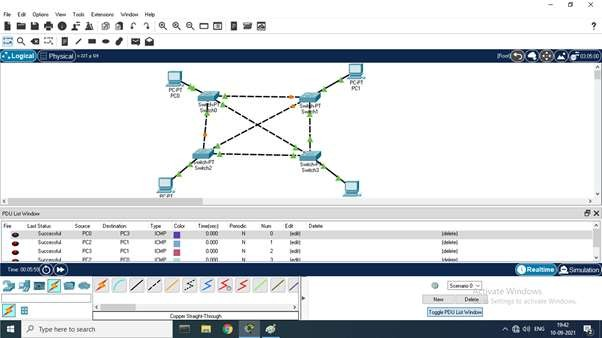 File Edit Options View Tools Extensions Window Help
Logical Physical x: 227, y: 129 [Root] 03:05:00
PC-PT
PC0
PC-PT
PC1
Switch-PT
Switch0
Switch-PT
Switch1
Switch-PT
Switch2
Switch-PT
Switch3
PC-PT
PDU List Window
Fire Last Status Source Destination Type Color Time(sec) Periodic Num Edit Delete
Successful PC0 PC3 ICMP 0.000 N 0 (edit) (delete)
Successful PC2 PC1 ICMP 0.000 N 1 (edit) (delete)
Successful PC3 PC1 ICMP 0.000 N 2 (edit) (delete)
Successful PC2 PC0 ICMP 0.000 N 3 (edit) (delete)
Time: 00:05:59 Realtime Simulation
Scenario 0
New Delete
Toggle PDU List Window
Activate Windows
Settings to activate Windows.
Copper Straight-Through
Type here to search
ENG
19:42
10-09-2021